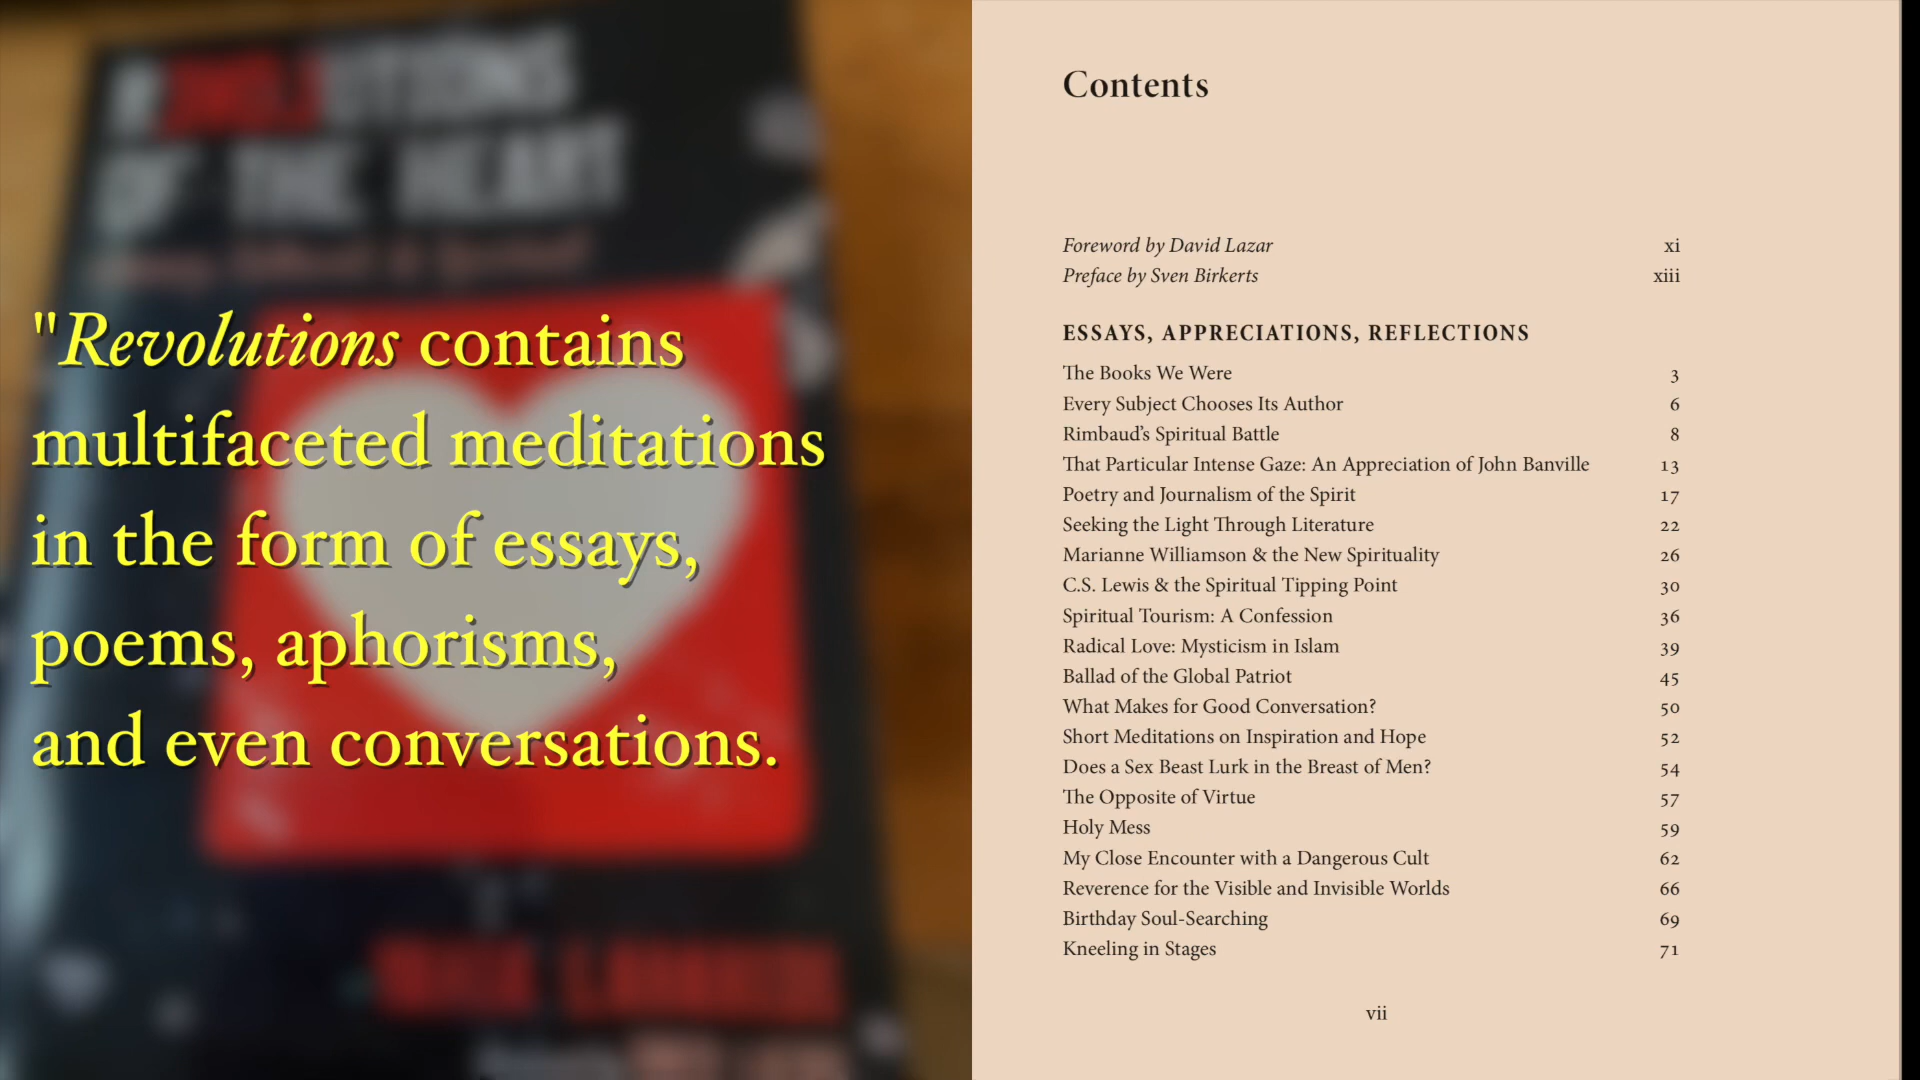 OF THE HEART
"Revolutions contains
multifaceted meditations
in the form of essays,
poems, aphorisms,
and even conversations.
Contents
Foreword by David Lazar xi
Preface by Sven Birkerts xiii
ESSAYS, APPRECIATIONS, REFLECTIONS
The Books We Were 3
Every Subject Chooses Its Author 6
Rimbaud’s Spiritual Battle 8
That Particular Intense Gaze: An Appreciation of John Banville 13
Poetry and Journalism of the Spirit 17
Seeking the Light Through Literature 22
Marianne Williamson & the New Spirituality 26
C.S. Lewis & the Spiritual Tipping Point 30
Spiritual Tourism: A Confession 36
Radical Love: Mysticism in Islam 39
Ballad of the Global Patriot 45
What Makes for Good Conversation? 50
Short Meditations on Inspiration and Hope 52
Does a Sex Beast Lurk in the Breast of Men? 54
The Opposite of Virtue 57
Holy Mess 59
My Close Encounter with a Dangerous Cult 62
Reverence for the Visible and Invisible Worlds 66
Birthday Soul-Searching 69
Kneeling in Stages 71
vii